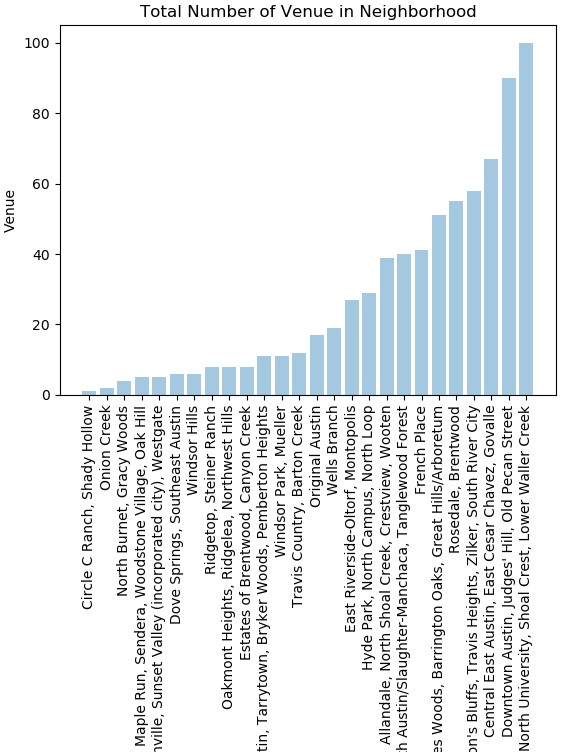 Total Number of Venue in Neighborhood
100
80
60
40
20
0
Venue
Circle C Ranch, Shady Hollow
Onion Creek
North Burnet, Gracy Woods
Maple Run, Sendera, Woodstone Village, Oak Hill
nville, Sunset Valley (incorporated city), Westgate
Dove Springs, Southeast Austin
Windsor Hills
Ridgetop, Steiner Ranch
Oakmont Heights, Ridgelea, Northwest Hills
Estates of Brentwood, Canyon Creek
tin, Tarrytown, Bryker Woods, Pemberton Heights
Windsor Park, Mueller
Travis Country, Barton Creek
Original Austin
Wells Branch
East Riverside-Oltorf, Montopolis
Hyde Park, North Campus, North Loop
Allandale, North Shoal Creek, Crestview, Wooten
h Austin/Slaughter-Manchaca, Tanglewood Forest
French Place
es Woods, Barrington Oaks, Great Hills/Arboretum
Rosedale, Brentwood
on's Bluffs, Travis Heights, Zilker, South River City
Central East Austin, East Cesar Chavez, Govalle
Downtown Austin, Judges' Hill, Old Pecan Street
North University, Shoal Crest, Lower Waller Creek